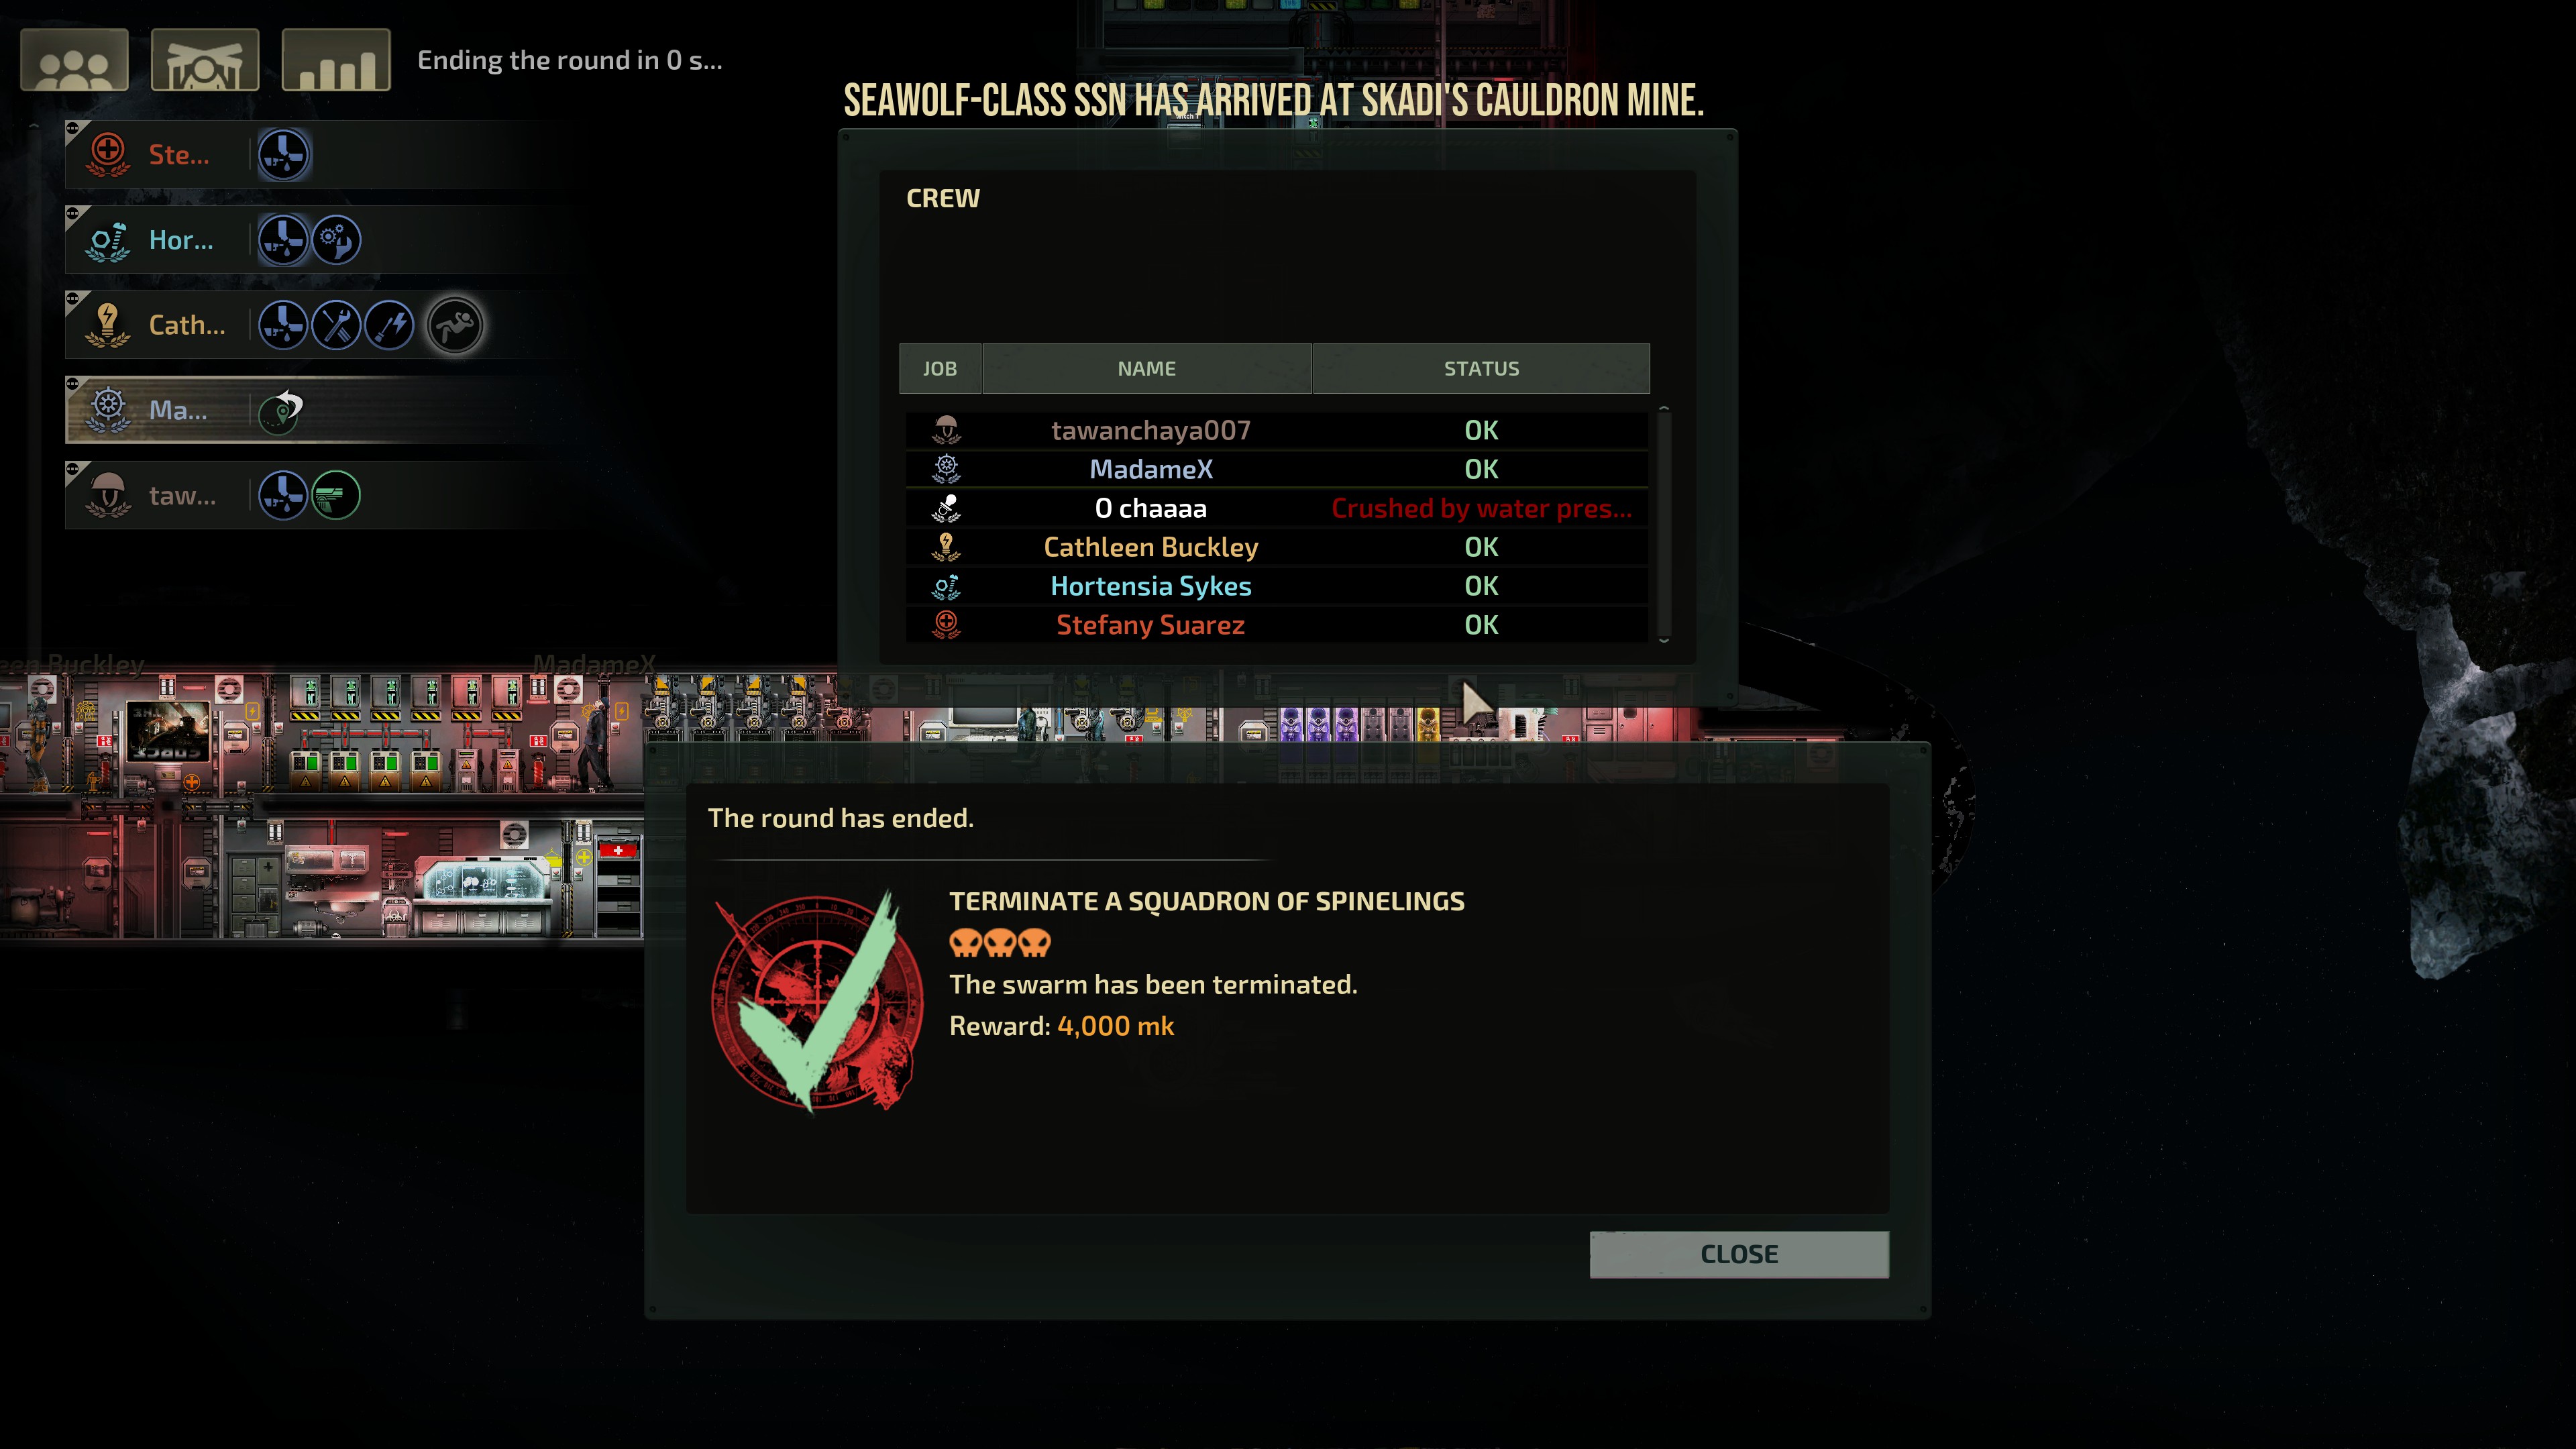 Ending the round in 0 s...
SEAWOLF-CLASS SSN HAS ARRIVED AT SKADI'S CAULDRON MINE.
Ste...
Hor...
Cath...
Ma...
taw...
CREW
JOB NAME STATUS
tawanchaya007 OK
MadameX OK
O chaaaa Crushed by water pres...
Cathleen Buckley OK
Hortensia Sykes OK
Stefany Suarez OK
een Buckley MadameX
The round has ended.
TERMINATE A SQUADRON OF SPINELINGS
The swarm has been terminated.
Reward: 4,000 mk
CLOSE